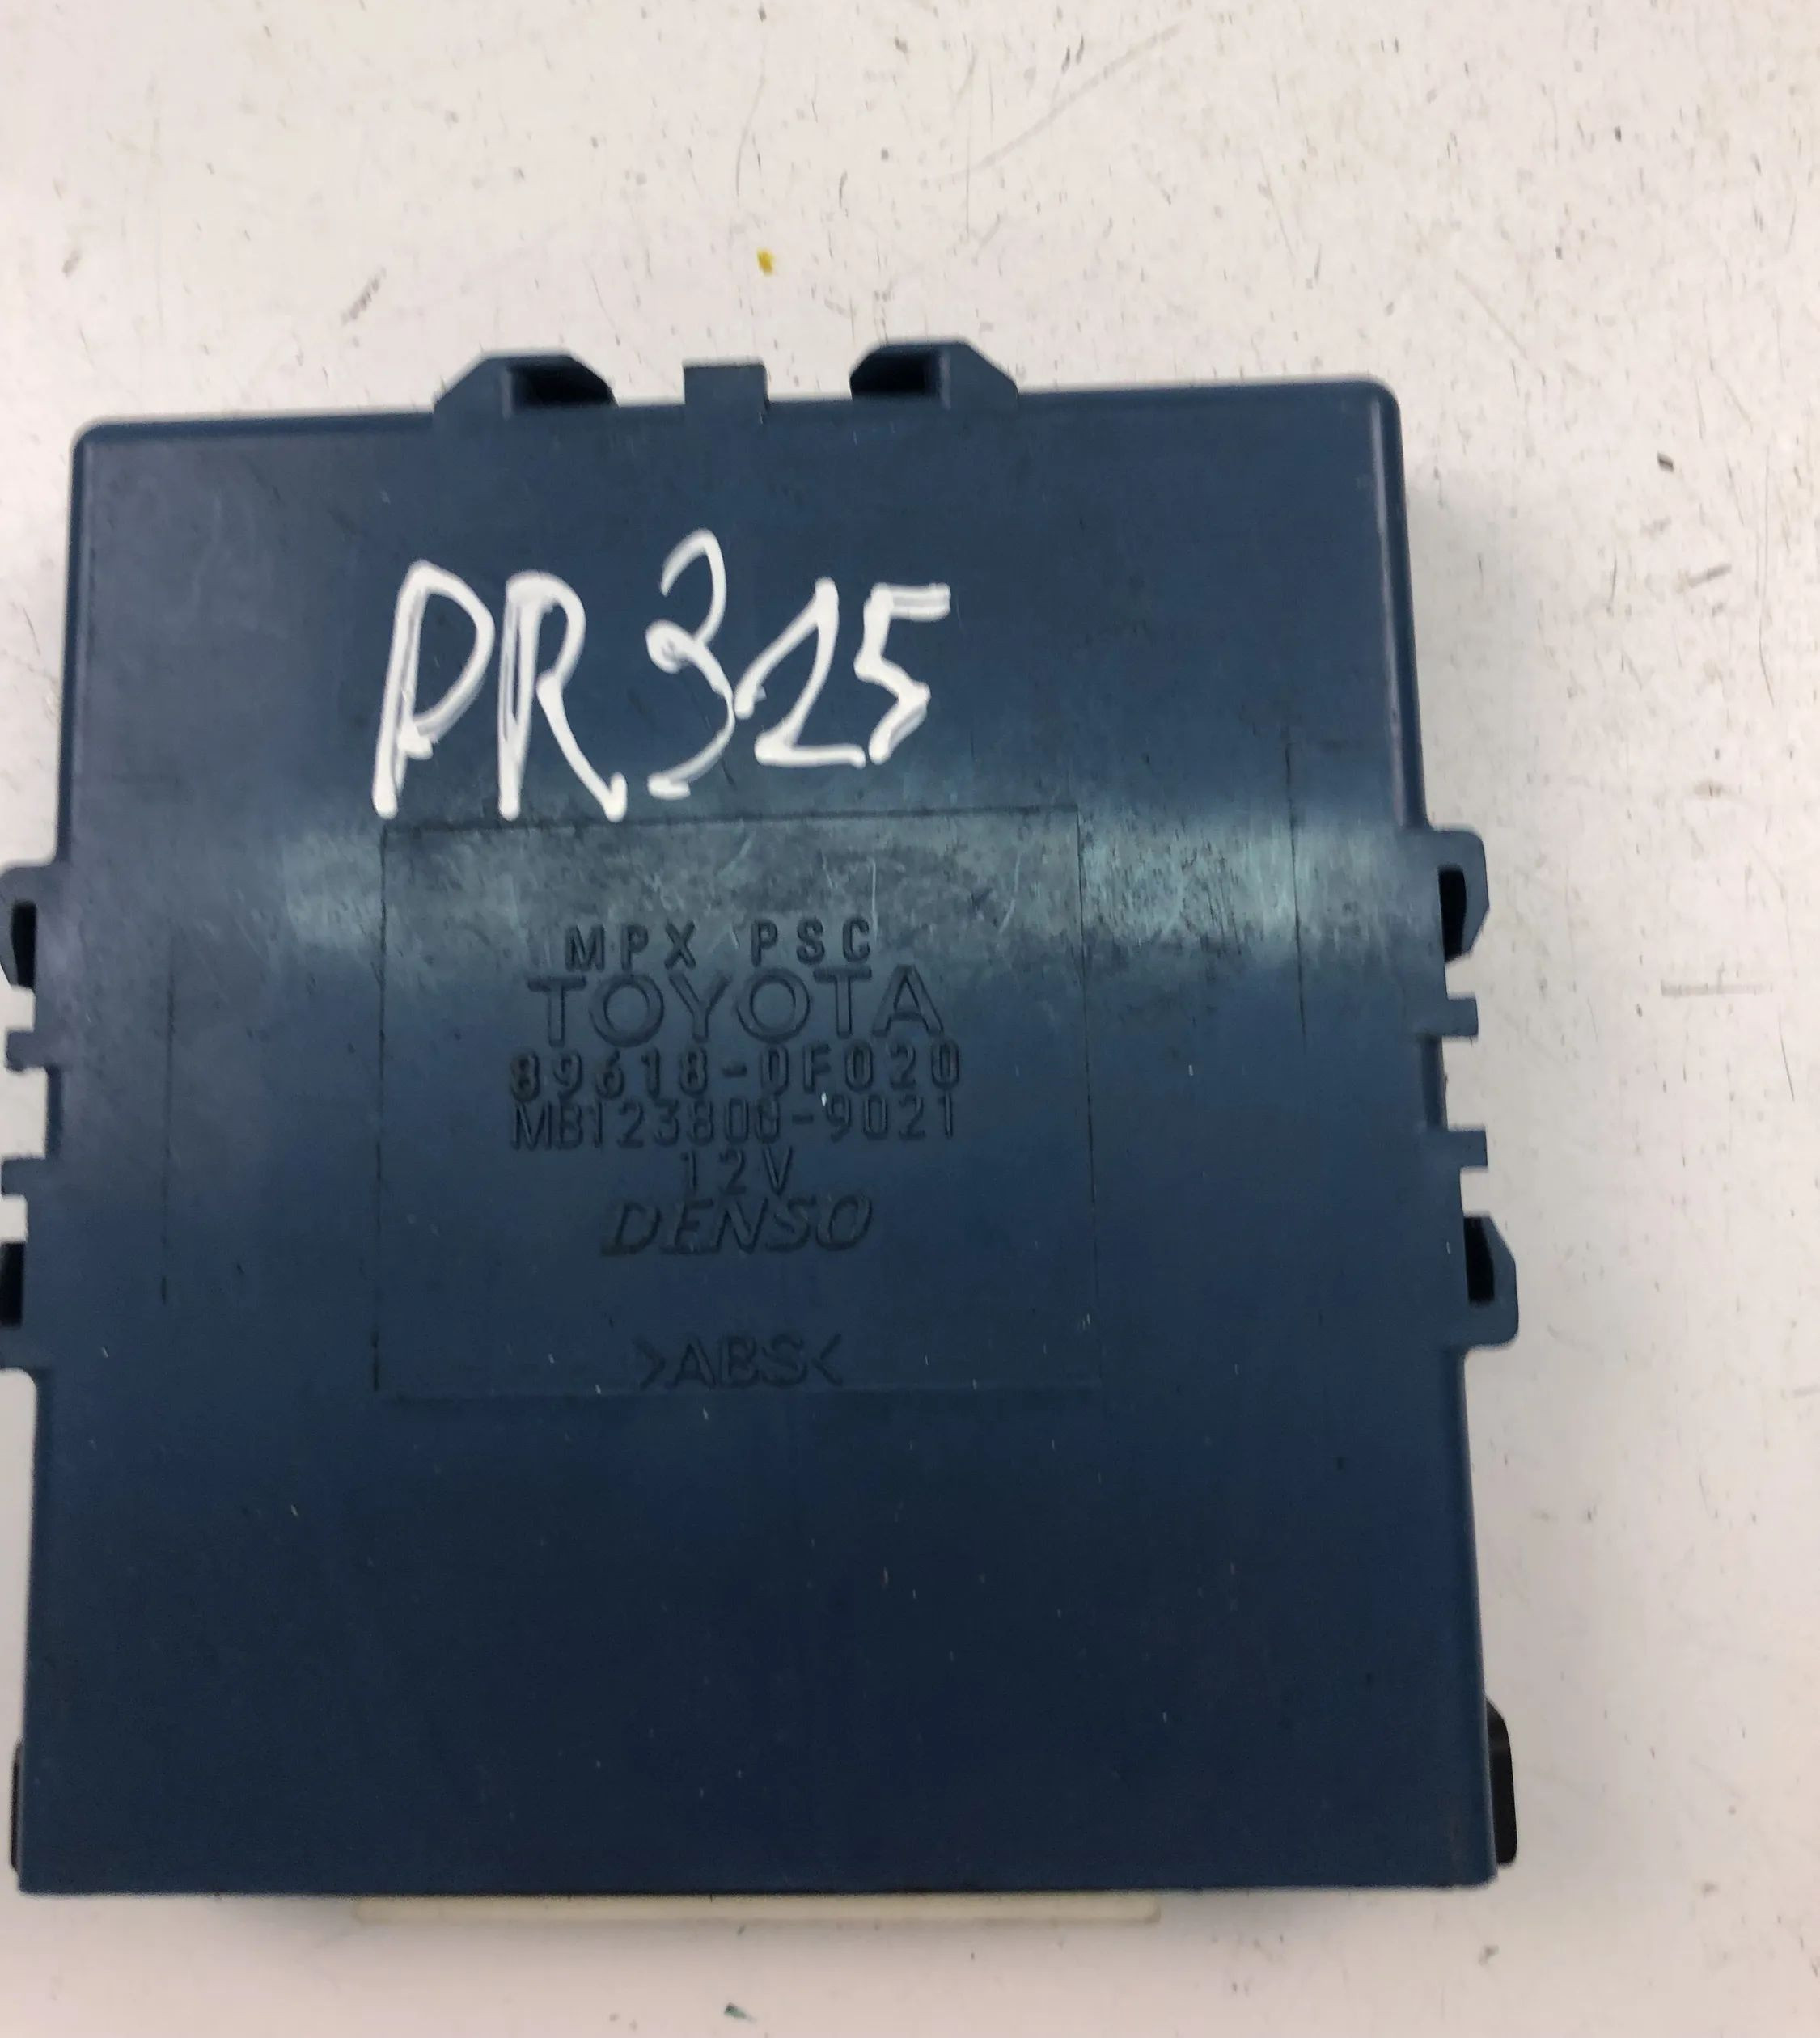 PR325
MPX PSC
TOYOTA
89618-0F020
MB123800-9021
12V
DENSO
>ABS<